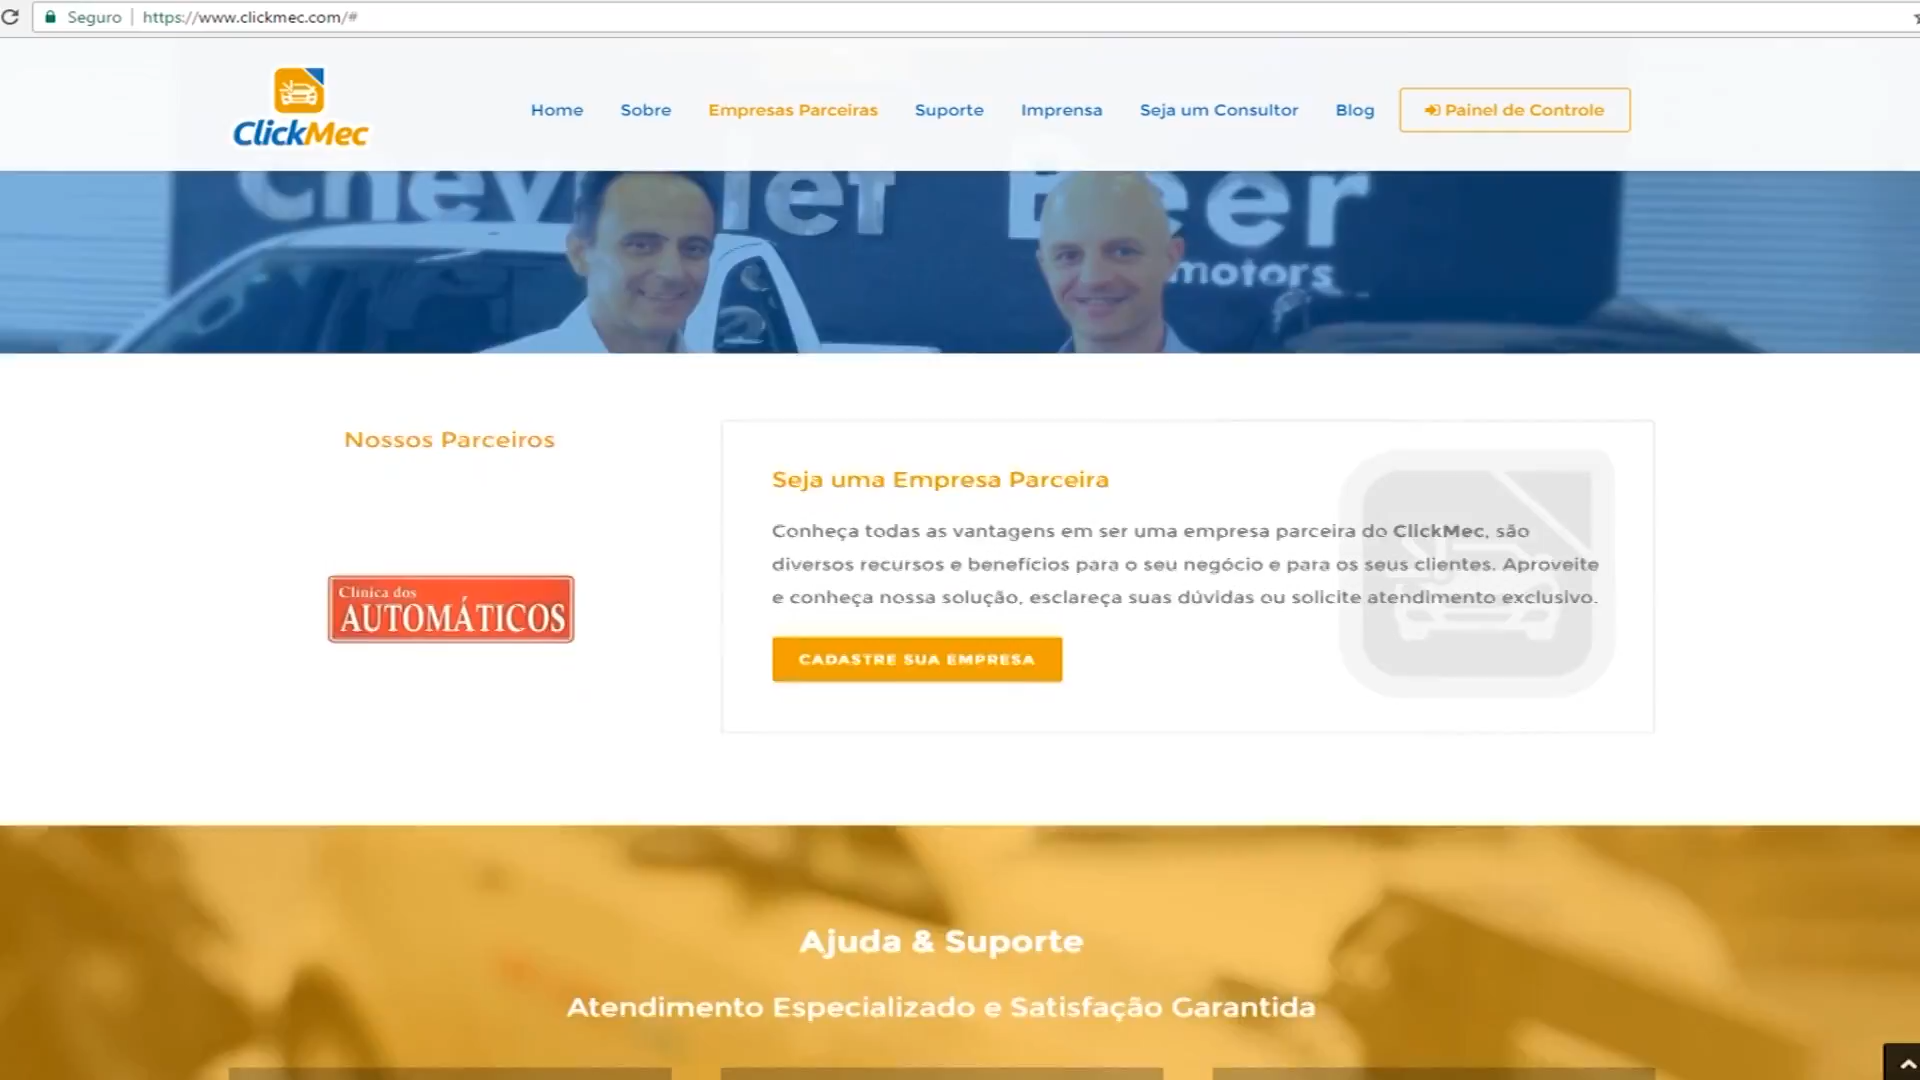 Seguro
https://www.clickmec.com/#
ClickMec
Home
Sobre
Empresas Parceiras
Suporte
Imprensa
Seja um Consultor
Blog
Painel de Controle
motors
Nossos Parceiros
Clínica dos
AUTOMÁTICOS
Seja uma Empresa Parceira
Conheça todas as vantagens em ser uma empresa parceira do ClickMec, são
diversos recursos e benefícios para o seu negócio e para os seus clientes. Aproveite
e conheça nossa solução, esclareça suas dúvidas ou solicite atendimento exclusivo.
CADASTRE SUA EMPRESA
Ajuda & Suporte
Atendimento Especializado e Satisfação Garantida